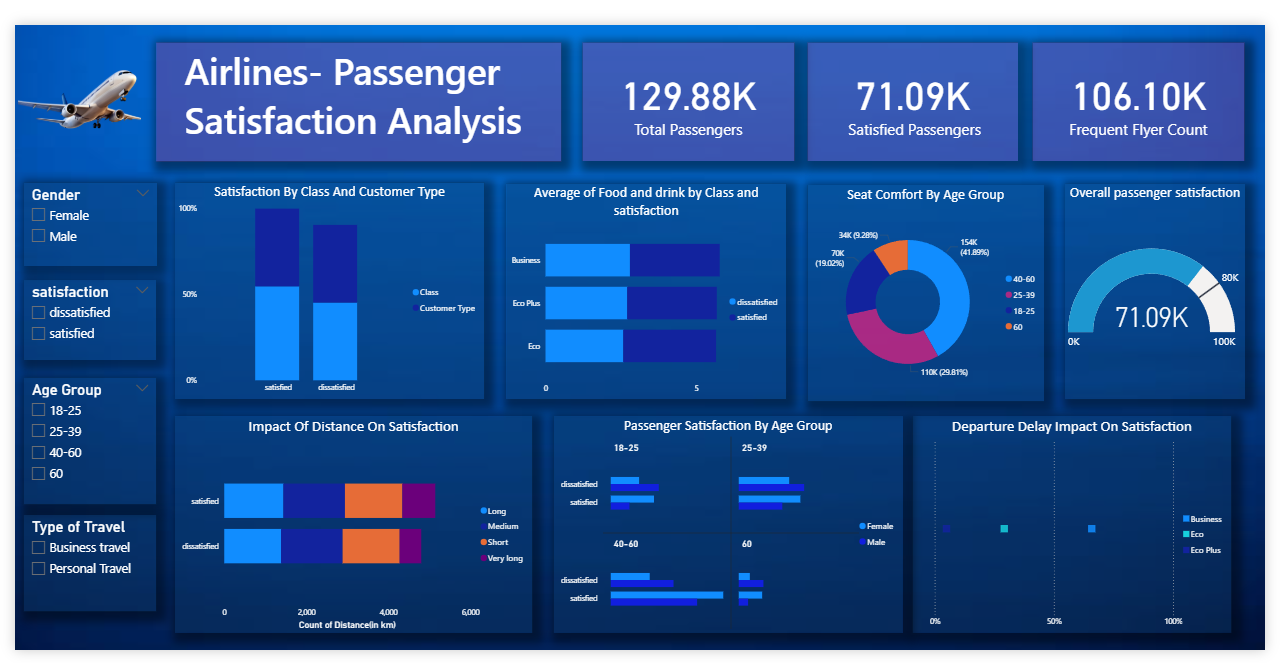 Airlines- Passenger
Satisfaction Analysis
129.88K
Total Passengers
71.09K
Satisfied Passengers
106.10K
Frequent Flyer Count
Gender
Female
Male
satisfaction
dissatisfied
satisfied
Age Group
18-25
25-39
40-60
60
Type of Travel
Business travel
Personal Travel
Satisfaction By Class And Customer Type
100%
50%
0%
satisfied
dissatisfied
Class
Customer Type
Average of Food and drink by Class and
satisfaction
Business
Eco Plus
Eco
0
5
dissatisfied
satisfied
Seat Comfort By Age Group
34K (9.28%)
154K
(41.89%)
70K
(19.02%)
110K (29.81%)
40-60
25-39
18-25
60
Overall passenger satisfaction
80K
71.09K
0K
100K
Impact Of Distance On Satisfaction
satisfied
dissatisfied
0
2,000
4,000
6,000
Count of Distance(in km)
Long
Medium
Short
Very long
Passenger Satisfaction By Age Group
18-25
25-39
dissatisfied
satisfied
40-60
60
dissatisfied
satisfied
Female
Male
Departure Delay Impact On Satisfaction
0%
50%
100%
Business
Eco
Eco Plus